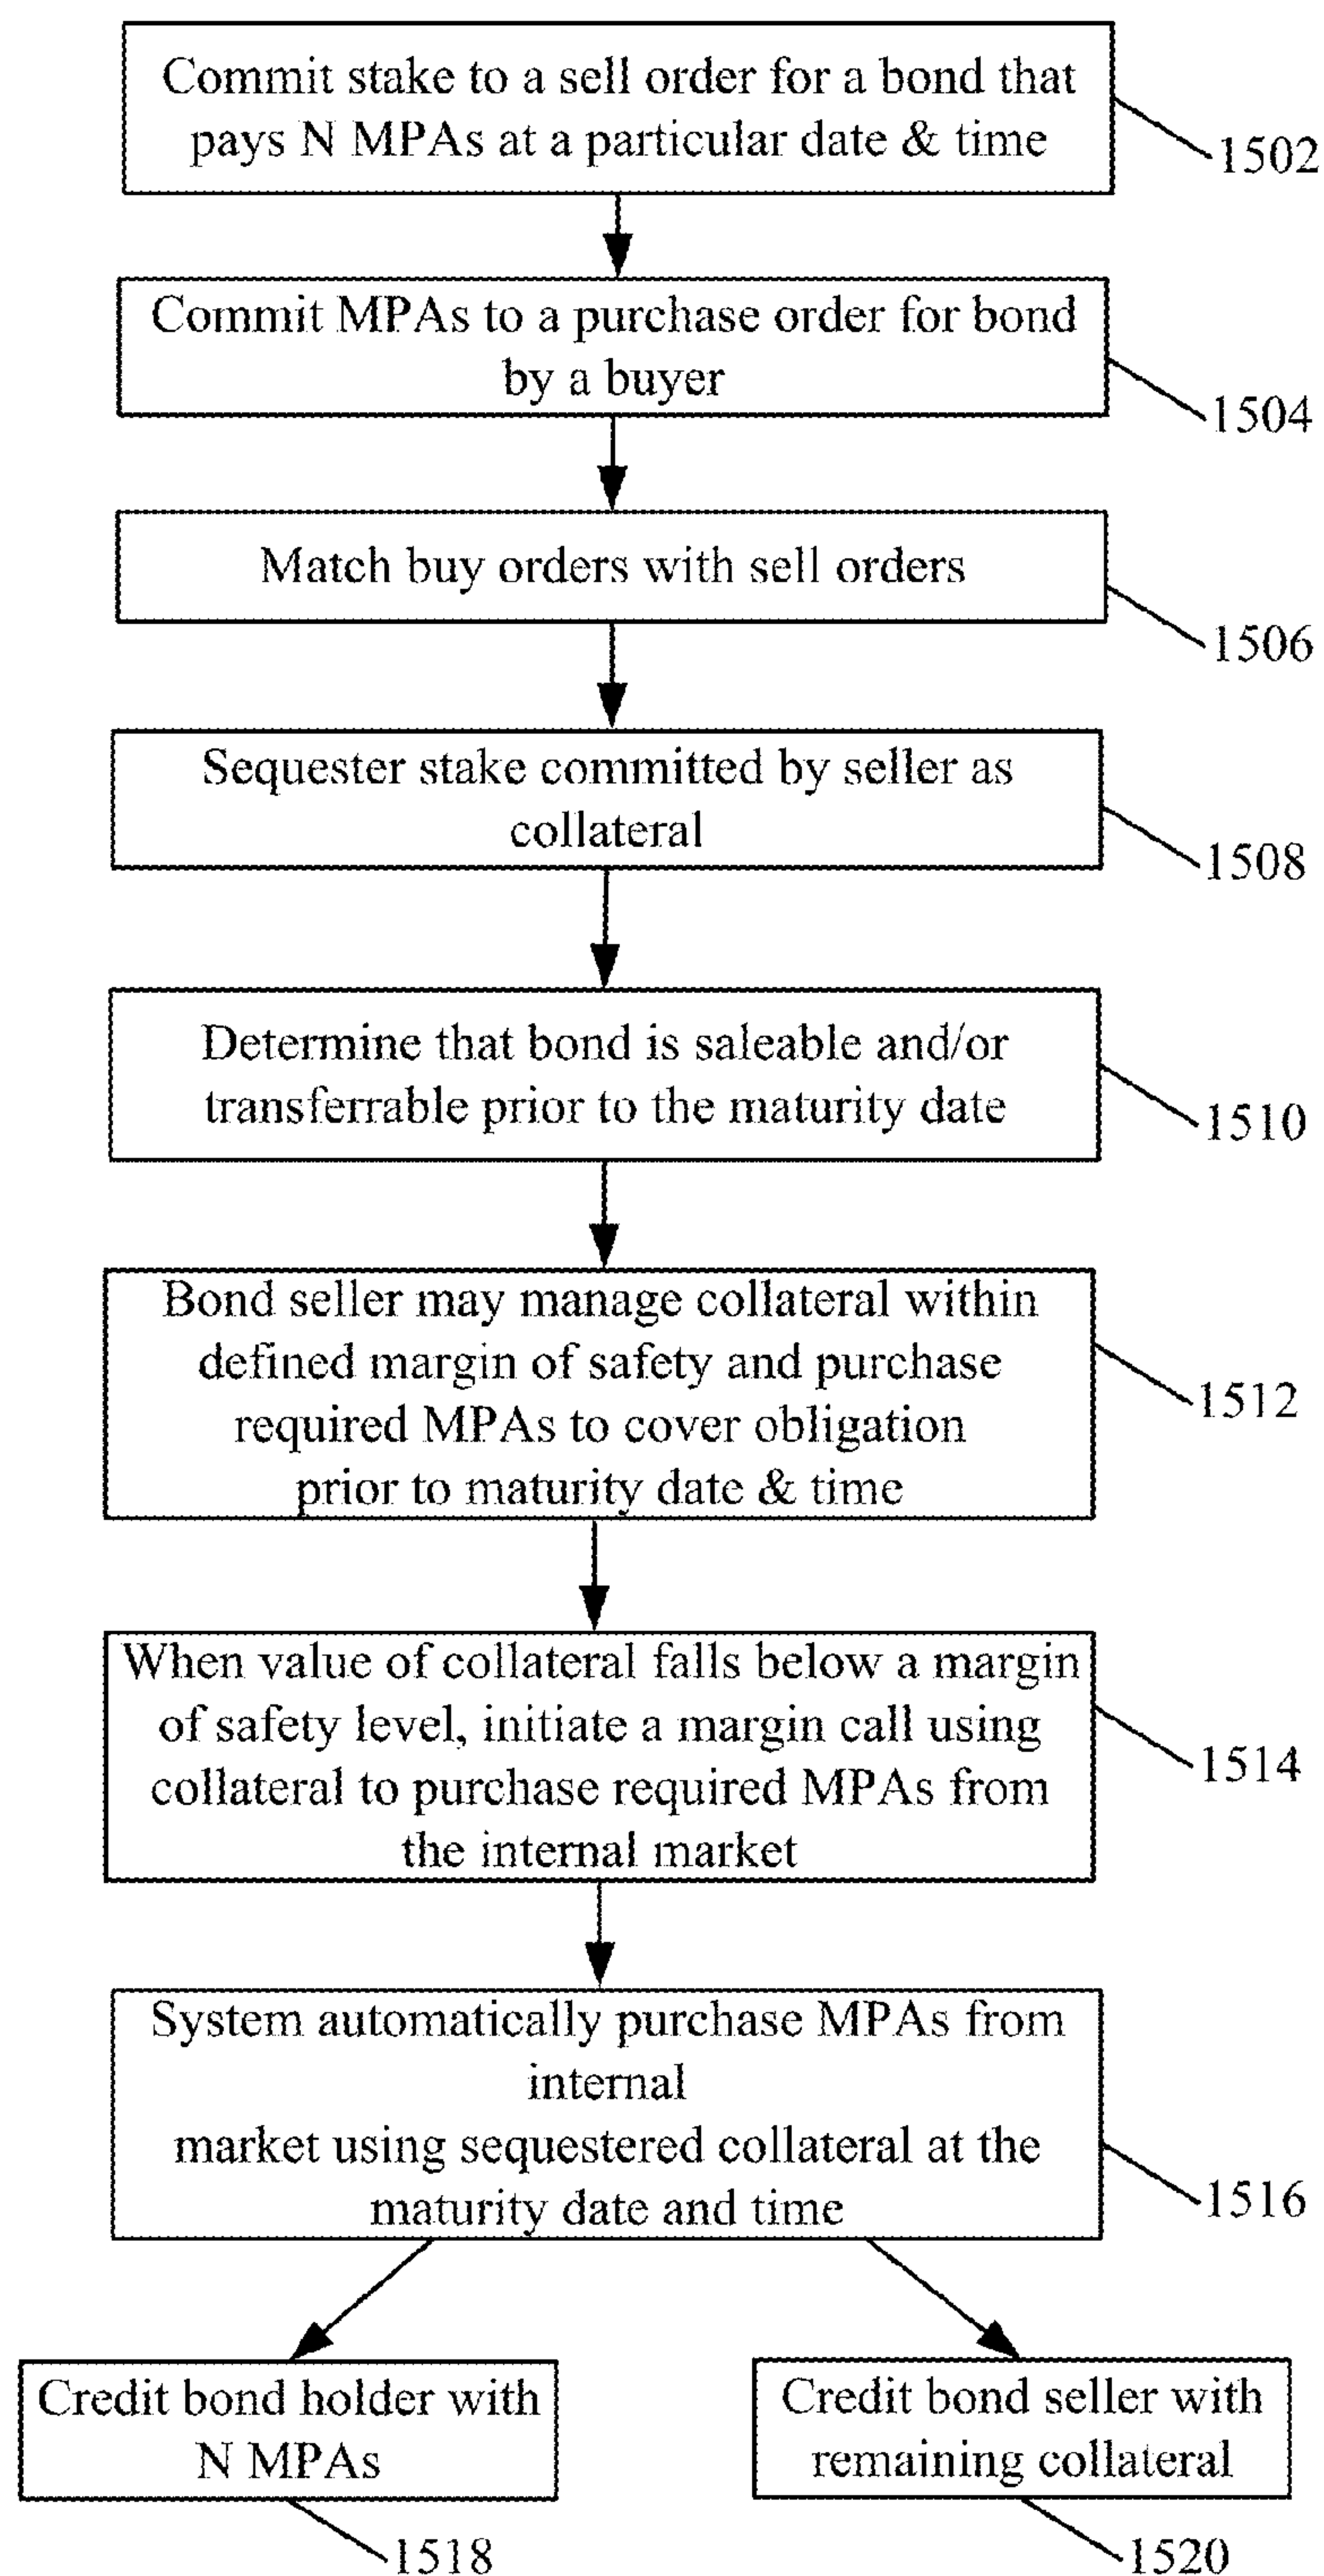 Commit stake to a sell order for a bond that
pays N MPAs at a particular date & time
1502
Commit MPAs to a purchase order for bond
by a buyer
1504
Match buy orders with sell orders
1506
Sequester stake committed by seller as
collateral
1508
Determine that bond is saleable and/or
transferrable prior to the maturity date
1510
Bond seller may manage collateral within
defined margin of safety and purchase
required MPAs to cover obligation
prior to maturity date & time
1512
When value of collateral falls below a margin
of safety level, initiate a margin call using
collateral to purchase required MPAs from
the internal market
1514
System automatically purchase MPAs from
internal
market using sequestered collateral at the
maturity date and time
1516
Credit bond holder with
N MPAs
1518
Credit bond seller with
remaining collateral
1520